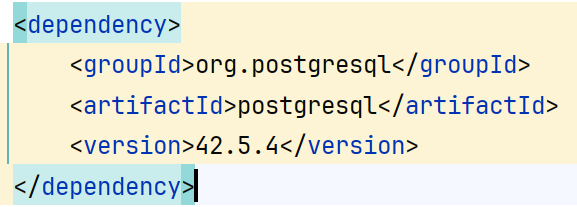 <dependency>
    <groupId>org.postgresql</groupId>
    <artifactId>postgresql</artifactId>
    <version>42.5.4</version>
</dependency>